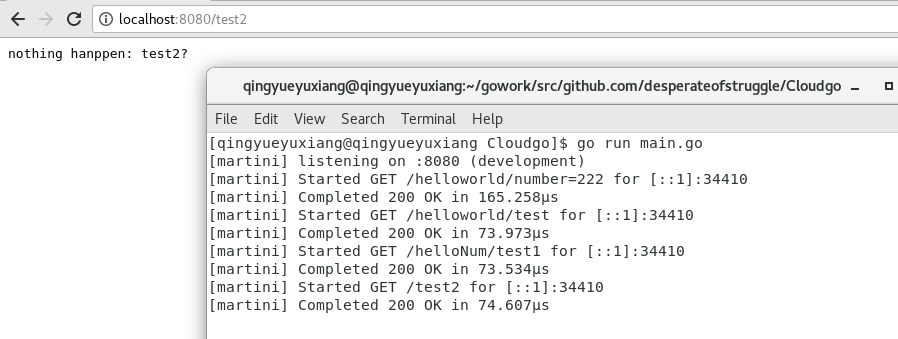 localhost:8080/test2
nothing hanppen: test2?
qingyueyuxiang@qingyueyuxiang:~/gowork/src/github.com/desperateofstruggle/Cloudgo
File Edit View Search Terminal Help
[qingyueyuxiang@qingyueyuxiang Cloudgo]$ go run main.go
[martini] listening on :8080 (development)
[martini] Started GET /helloworld/number=222 for [::1]:34410
[martini] Completed 200 OK in 165.258µs
[martini] Started GET /helloworld/test for [::1]:34410
[martini] Completed 200 OK in 73.973µs
[martini] Started GET /helloNum/test1 for [::1]:34410
[martini] Completed 200 OK in 73.534µs
[martini] Started GET /test2 for [::1]:34410
[martini] Completed 200 OK in 74.607µs